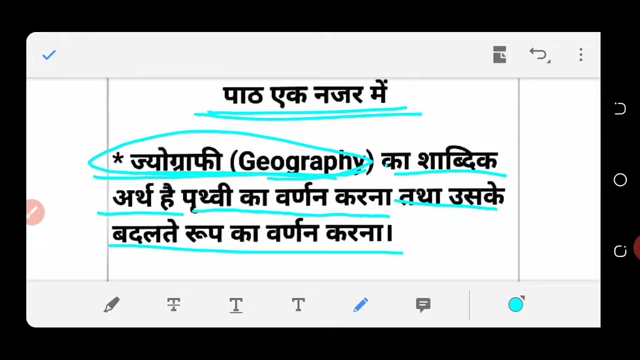 पाठ एक नजर में
* ज्योग्राफी (Geography) का शाब्दिक
अर्थ है पृथ्वी का वर्णन करना तथा उसके
बदलते रूप का वर्णन करना।